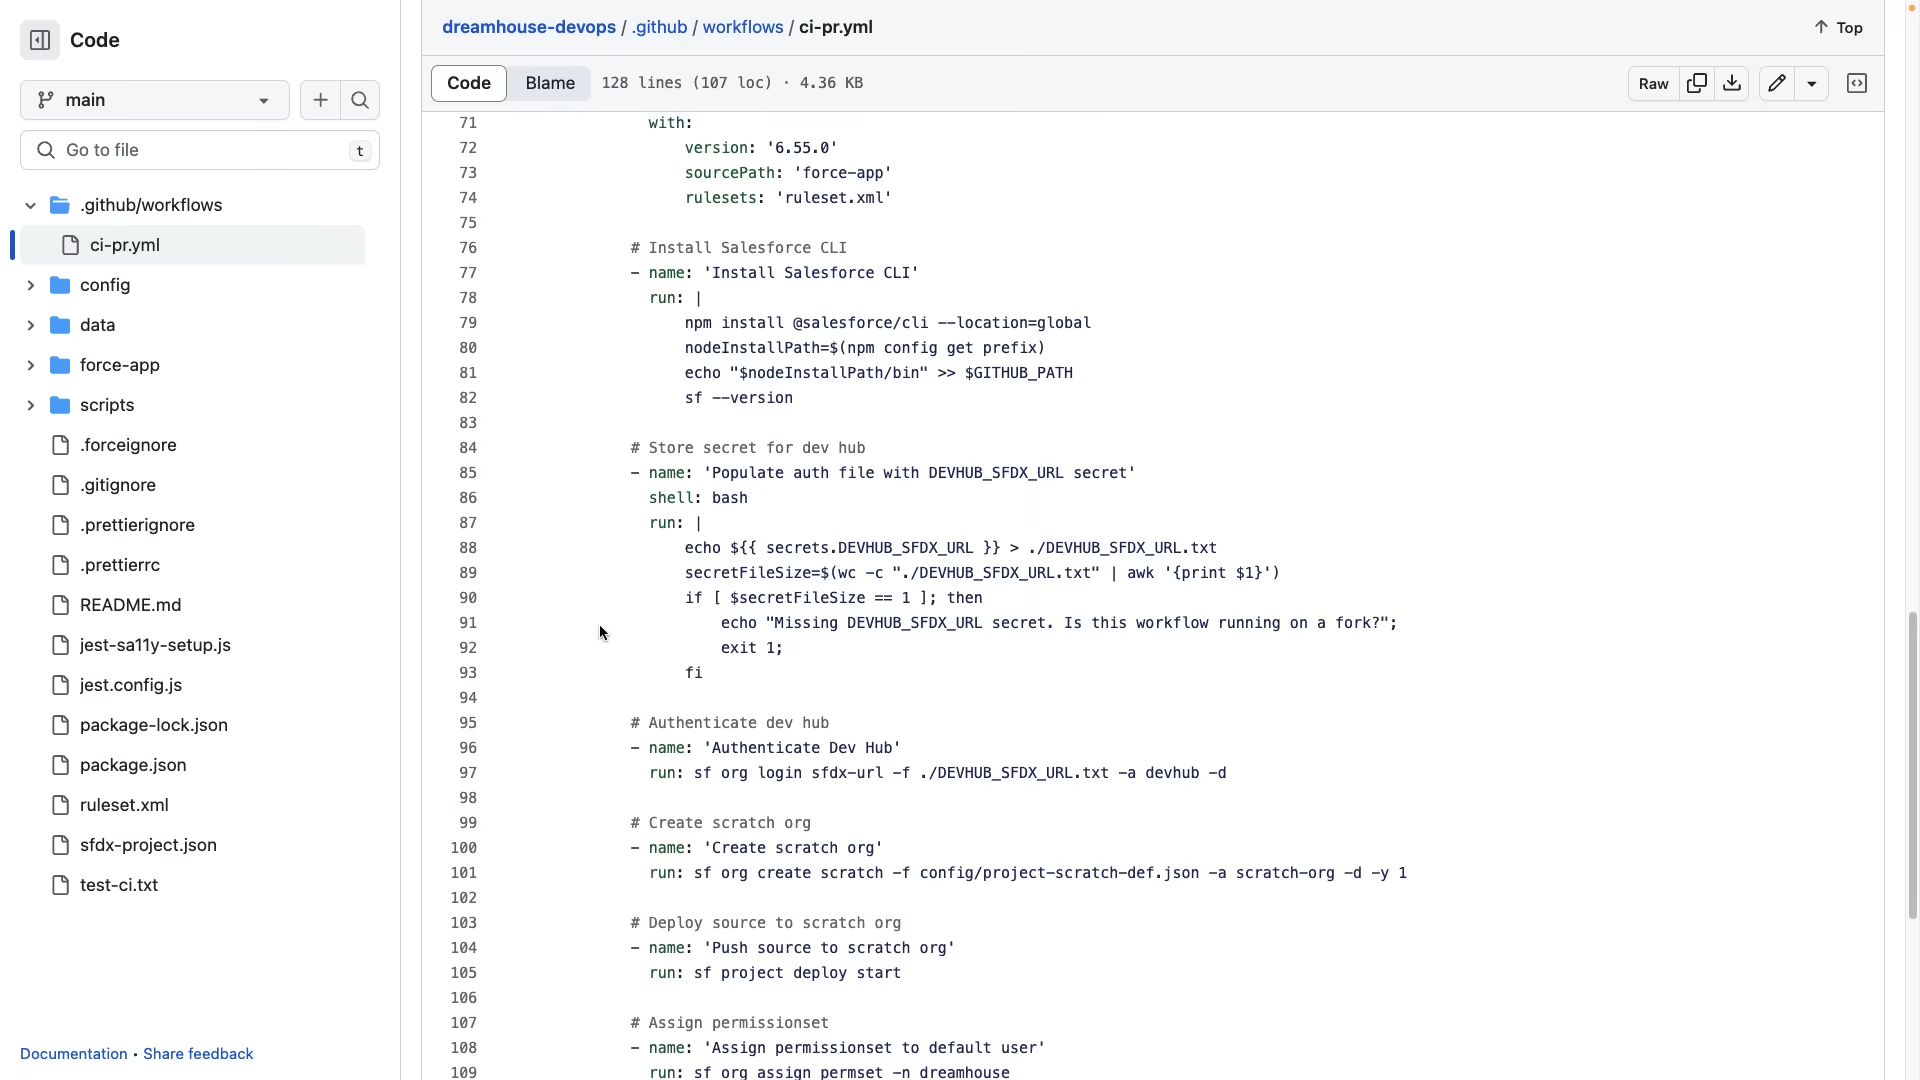 Code
main
Go to file
t
.github/workflows
ci-pr.yml
config
data
force-app
scripts
.forceignore
.gitignore
.prettierignore
.prettierrc
README.md
jest-sa11y-setup.js
jest.config.js
package-lock.json
package.json
ruleset.xml
sfdx-project.json
test-ci.txt
Documentation • Share feedback
dreamhouse-devops / .github / workflows / ci-pr.yml
Top
Code Blame 128 lines (107 loc) · 4.36 KB
Raw
71 with:
72 version: '6.55.0'
73 sourcePath: 'force-app'
74 rulesets: 'ruleset.xml'
75
76 # Install Salesforce CLI
77 - name: 'Install Salesforce CLI'
78 run: |
79 npm install @salesforce/cli --location=global
80 nodeInstallPath=$(npm config get prefix)
81 echo "$nodeInstallPath/bin" >> $GITHUB_PATH
82 sf --version
83
84 # Store secret for dev hub
85 - name: 'Populate auth file with DEVHUB_SFDX_URL secret'
86 shell: bash
87 run: |
88 echo ${{ secrets.DEVHUB_SFDX_URL }} > ./DEVHUB_SFDX_URL.txt
89 secretFileSize=$(wc -c "./DEVHUB_SFDX_URL.txt" | awk '{print $1}')
90 if [ $secretFileSize == 1 ]; then
91 echo "Missing DEVHUB_SFDX_URL secret. Is this workflow running on a fork?";
92 exit 1;
93 fi
94
95 # Authenticate dev hub
96 - name: 'Authenticate Dev Hub'
97 run: sf org login sfdx-url -f ./DEVHUB_SFDX_URL.txt -a devhub -d
98
99 # Create scratch org
100 - name: 'Create scratch org'
101 run: sf org create scratch -f config/project-scratch-def.json -a scratch-org -d -y 1
102
103 # Deploy source to scratch org
104 - name: 'Push source to scratch org'
105 run: sf project deploy start
106
107 # Assign permissionset
108 - name: 'Assign permissionset to default user'
109 run: sf org assign permset -n dreamhouse